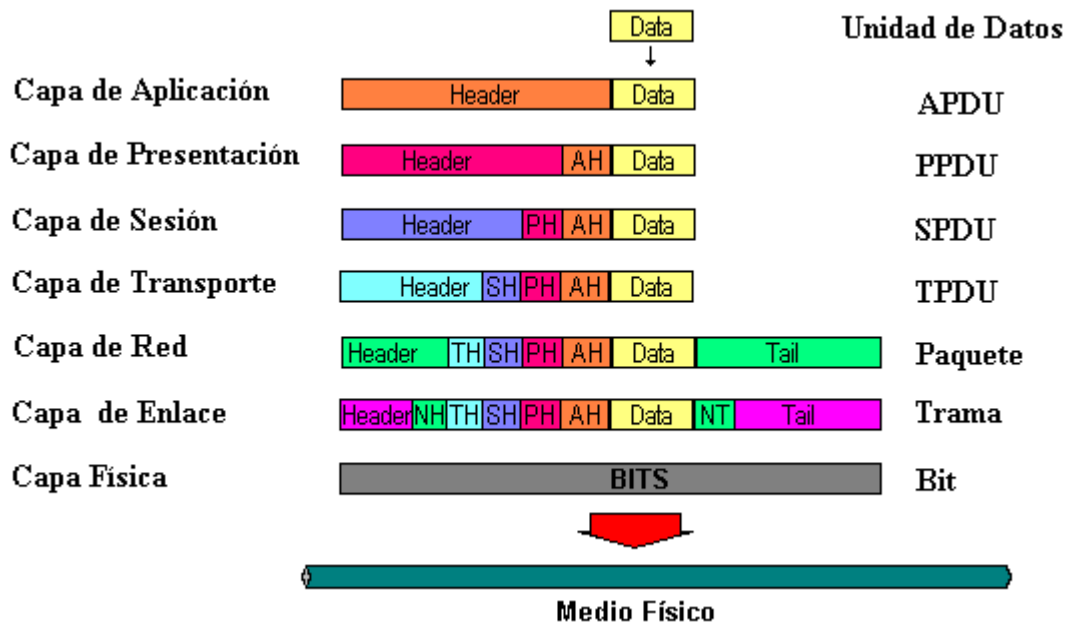 Data Unidad de Datos
Capa de Aplicación Header Data APDU
Capa de Presentación Header AH Data PPDU
Capa de Sesión Header PH AH Data SPDU
Capa de Transporte Header SH PH AH Data TPDU
Capa de Red Header TH SH PH AH Data Tail Paquete
Capa de Enlace Header NH TH SH PH AH Data NT Tail Trama
Capa Física BITS Bit
Medio Físico